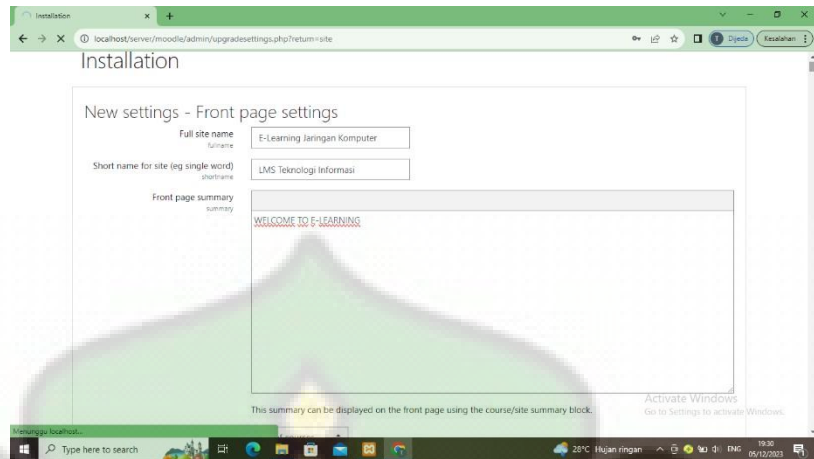 Installation
localhost/server/moodle/admin/upgradesettings.php?return=site
Dijeda
Kesalahan
Installation
New settings - Front page settings
Full site name
fullname
E-Learning Jaringan Komputer
Short name for site (eg single word)
shortname
LMS Teknologi Informasi
Front page summary
summary
WELCOME TO E-LEARNING
This summary can be displayed on the front page using the course/site summary block.
Activate Windows
Go to Settings to activate Windows.
Menunggu localhost...
Type here to search
28°C Hujan ringan
ENG
19:30
05/12/2023